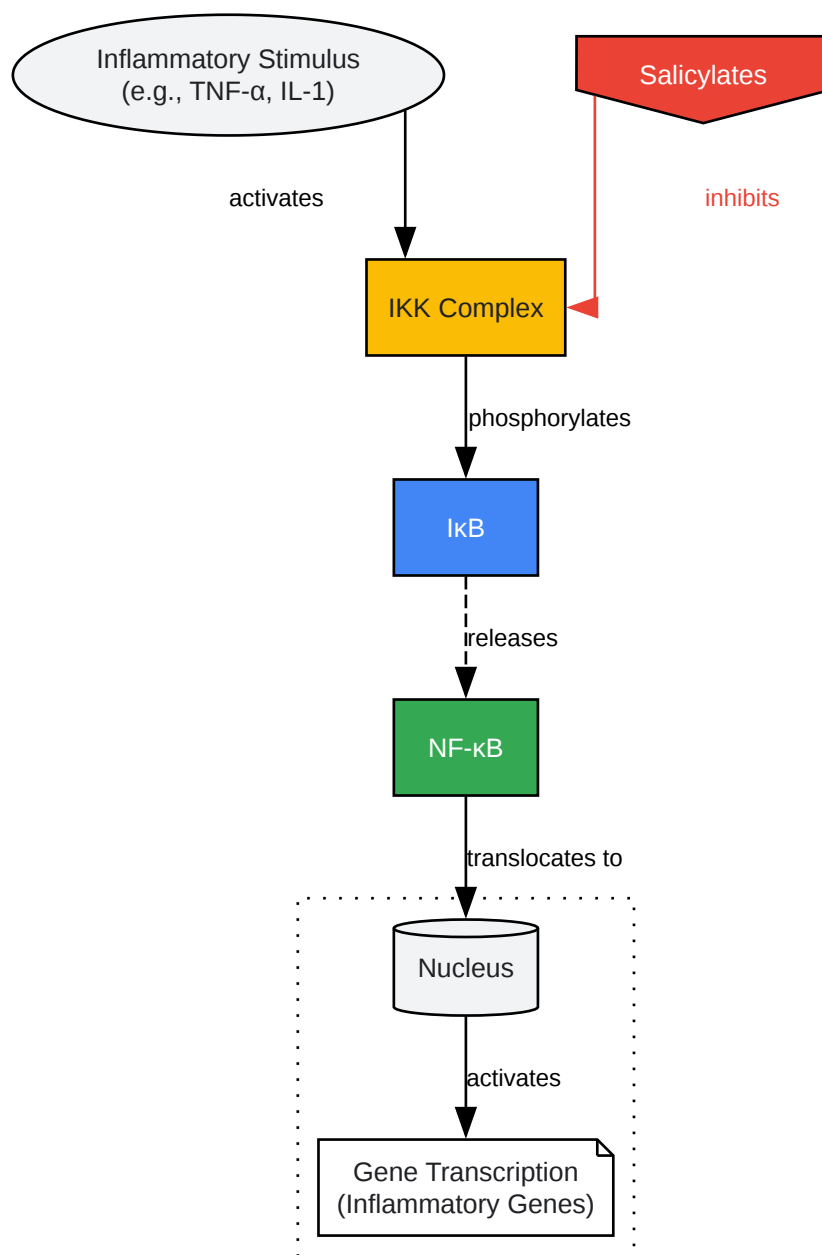 Inflammatory Stimulus
(e.g., TNF-α, IL-1)
Salicylates
activates
inhibits
IKK Complex
phosphorylates
IκB
releases
NF-κB
translocates to
Nucleus
activates
Gene Transcription
(Inflammatory Genes)